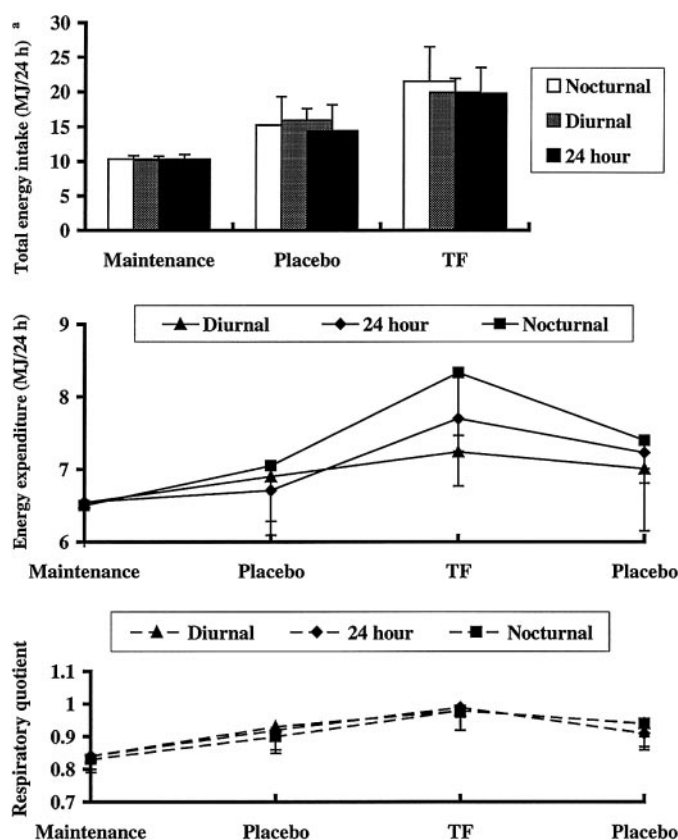 Total energy intake (MJ/24 h) a
30
25
20
15
10
5
0
Maintenance Placebo TF
Nocturnal
Diurnal
24 hour
Diurnal 24 hour Nocturnal
Energy expenditure (MJ/24 h)
9
8
7
6
Maintenance Placebo TF Placebo
Diurnal 24 hour Nocturnal
Respiratory quotient
1.1
1
0.9
0.8
0.7
Maintenance Placebo TF Placebo